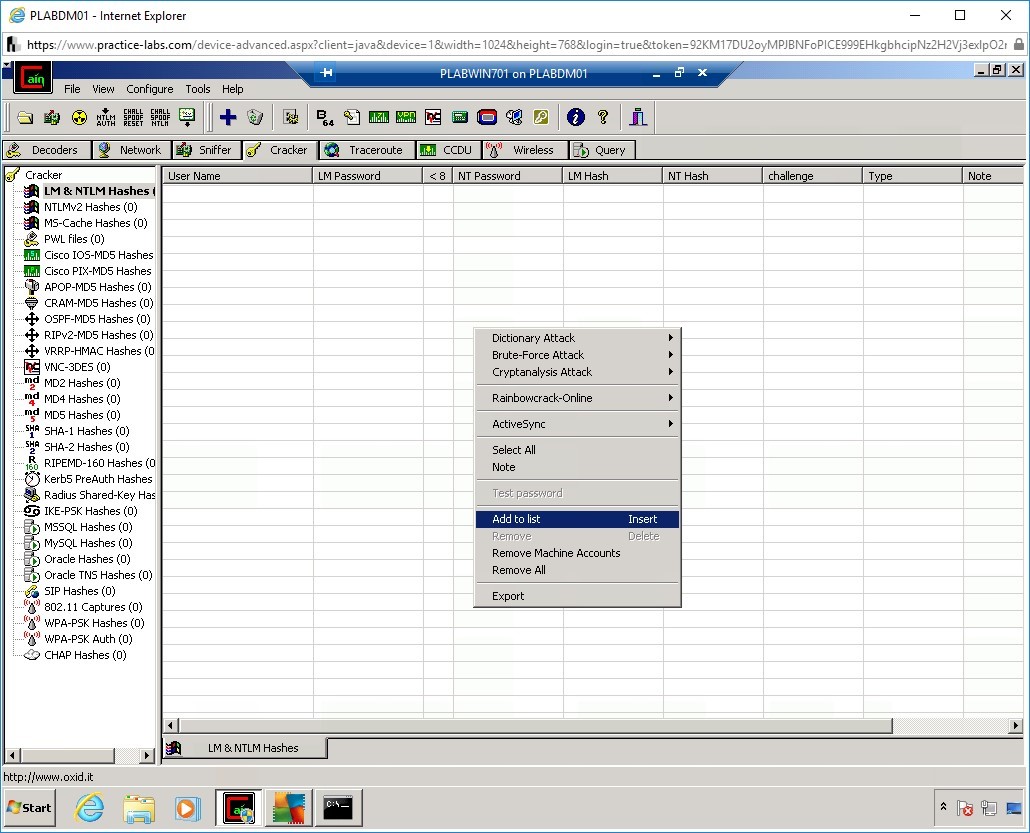 PLABDM01 - Internet Explorer
https://www.practice-labs.com/device-advanced.aspx?client=java&device=1&width=1024&height=768&login=true&token=
PLABWIN701 on PLABDM01
Caın
File View Configure Tools Help
NTLM AUTH
CHALL SPOOF RESET
CHALL SPOOF NTLM
B64
Decoders Network Sniffer Cracker Traceroute CCDU Wireless Query
Cracker
LM & NTLM Hashes (
NTLMv2 Hashes (0)
MS-Cache Hashes (0)
PWL files (0)
Cisco IOS-MD5 Hashes
Cisco PIX-MD5 Hashes
APOP-MD5 Hashes (0)
CRAM-MD5 Hashes (0)
OSPF-MD5 Hashes (0)
RIPv2-MD5 Hashes (0)
VRRP-HMAC Hashes (0
VNC-3DES (0)
MD2 Hashes (0)
MD4 Hashes (0)
MD5 Hashes (0)
SHA-1 Hashes (0)
SHA-2 Hashes (0)
RIPEMD-160 Hashes (0
Kerb5 PreAuth Hashes
Radius Shared-Key Has
IKE-PSK Hashes (0)
MSSQL Hashes (0)
MySQL Hashes (0)
Oracle Hashes (0)
Oracle TNS Hashes (0)
SIP Hashes (0)
802.11 Captures (0)
WPA-PSK Hashes (0)
WPA-PSK Auth (0)
CHAP Hashes (0)
User Name LM Password < 8 NT Password LM Hash NT Hash challenge Type Note
Dictionary Attack
Brute-Force Attack
Cryptanalysis Attack
Rainbowcrack-Online
ActiveSync
Select All
Note
Test password
Add to list Insert
Remove Delete
Remove Machine Accounts
Remove All
Export
LM & NTLM Hashes
http://www.oxid.it
Start